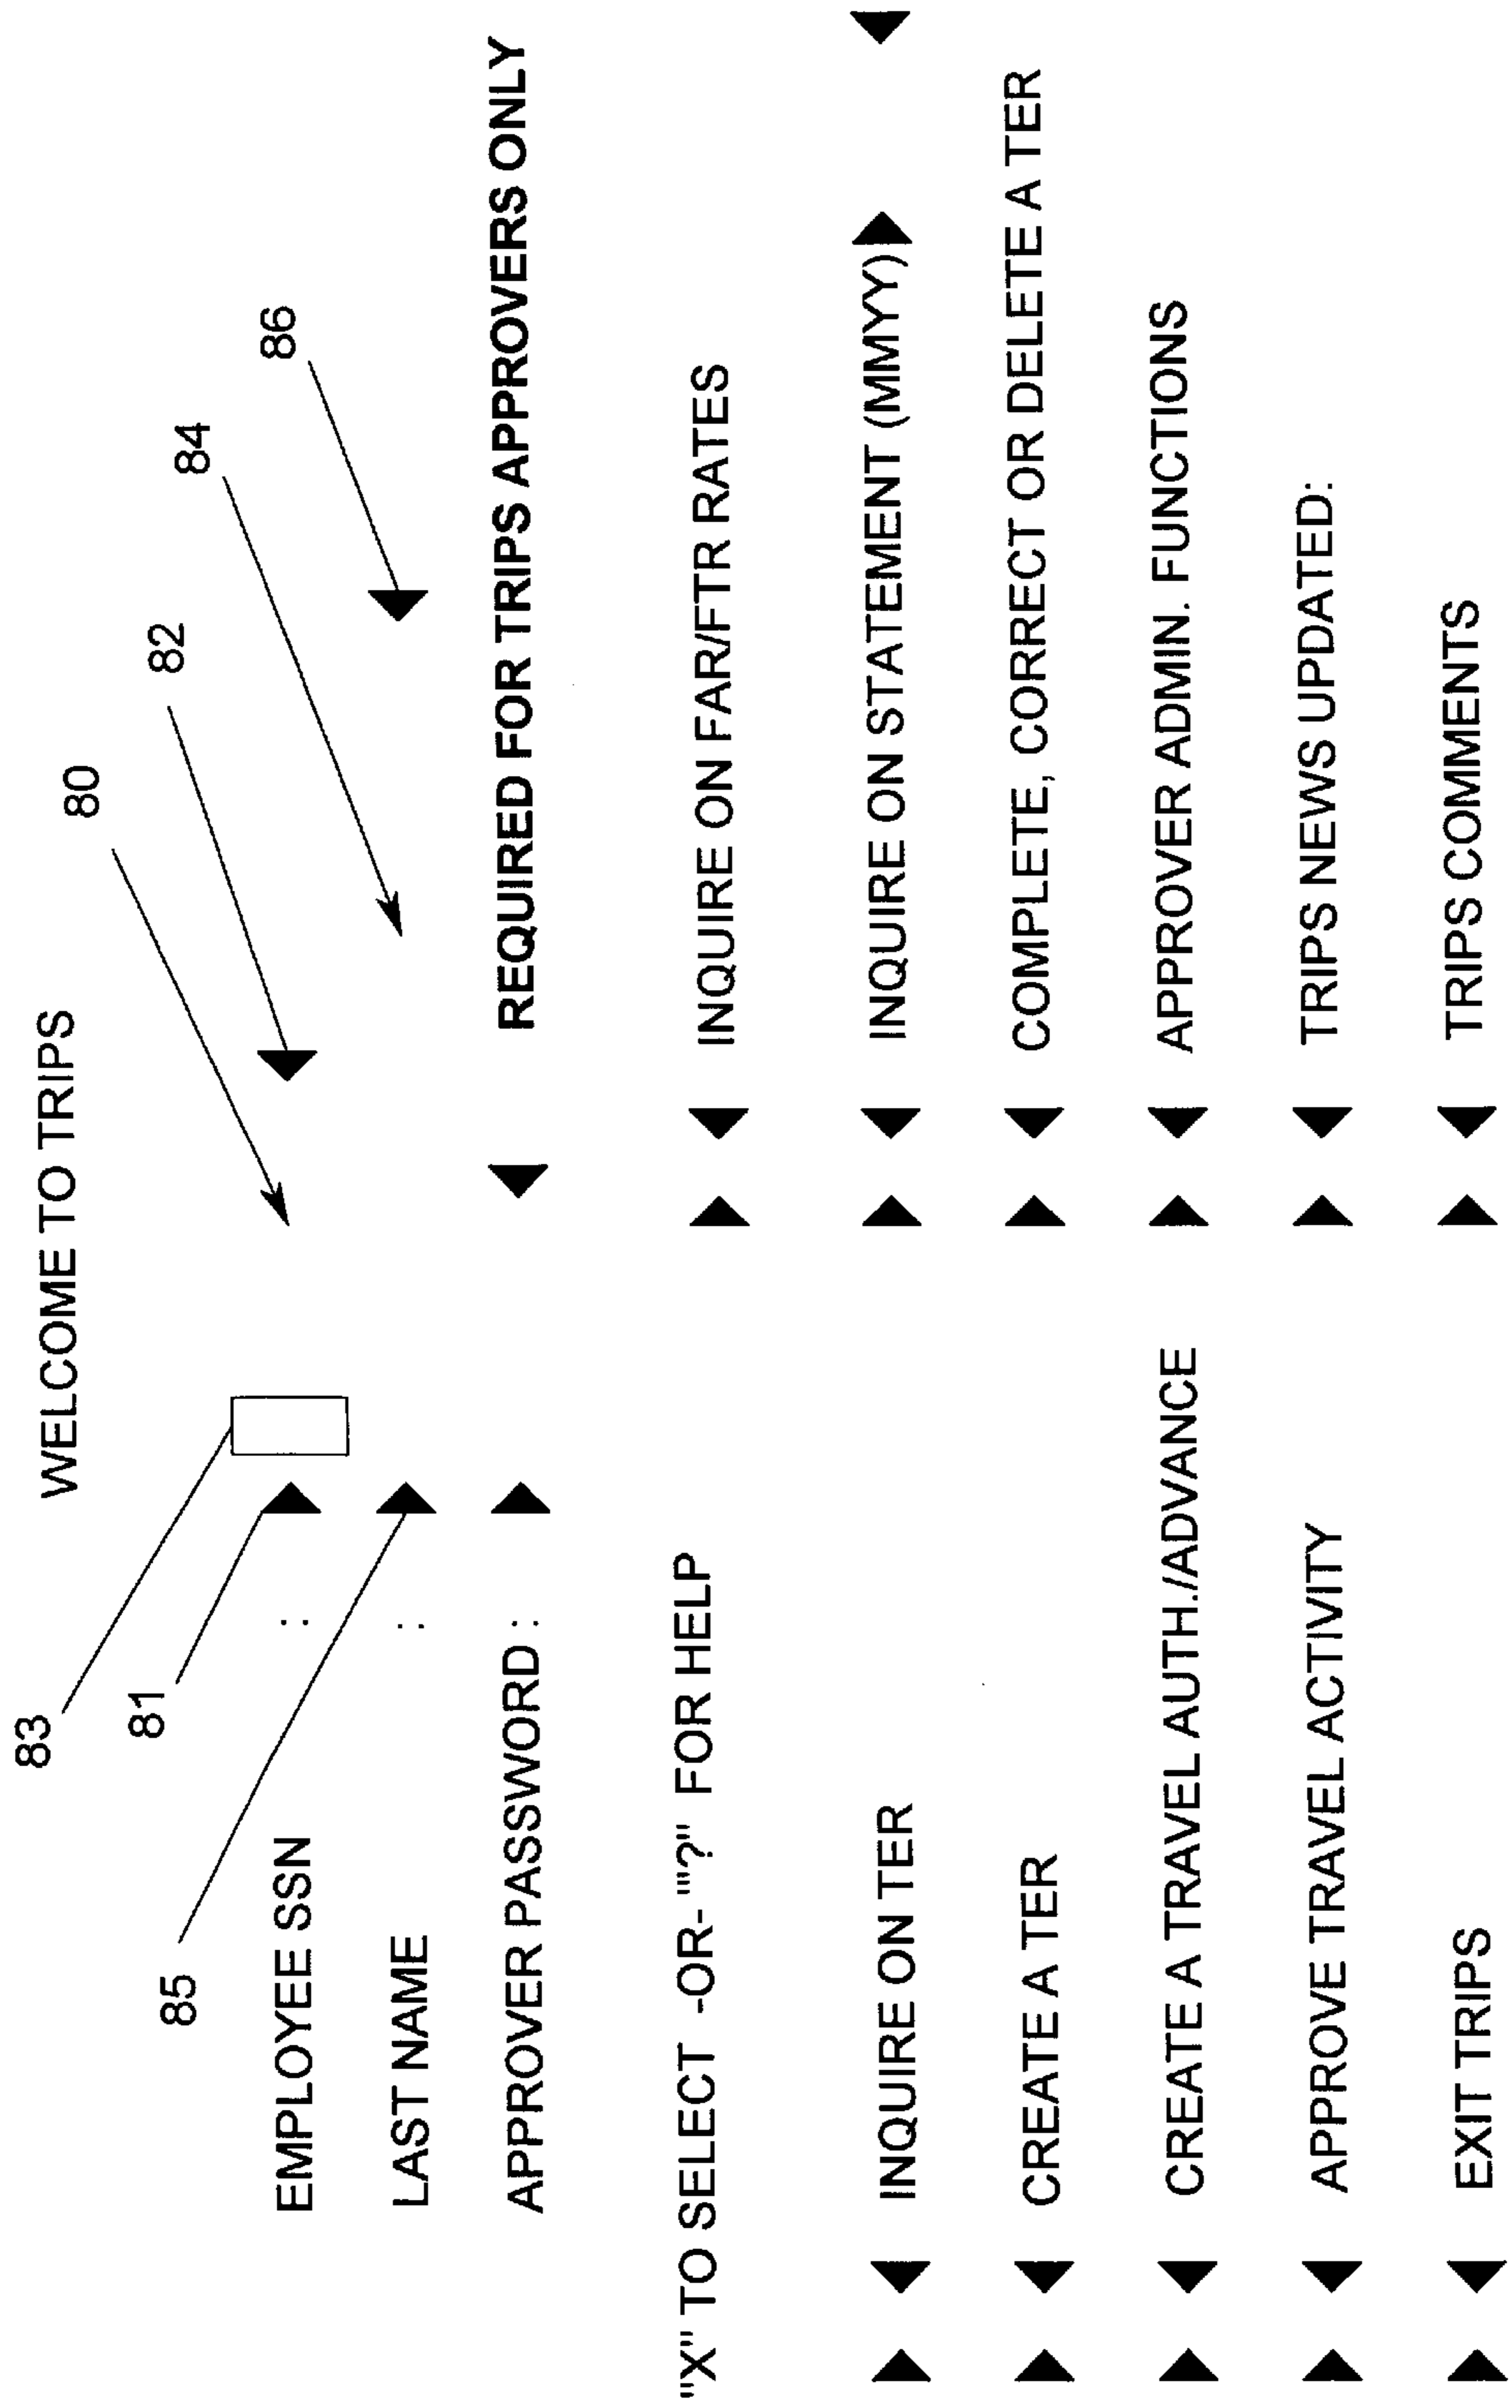 WELCOME TO TRIPS
83
80
81
82
84
85
86
EMPLOYEE SSN :
LAST NAME :
APPROVER PASSWORD : REQUIRED FOR TRIPS APPROVERS ONLY
"X" TO SELECT -OR- '"?" FOR HELP INQUIRE ON FAR/FTR RATES
INQUIRE ON TER INQUIRE ON STATEMENT (MMYY)
CREATE A TER COMPLETE, CORRECT OR DELETE A TER
CREATE A TRAVEL AUTH./ADVANCE APPROVER ADMIN. FUNCTIONS
APPROVE TRAVEL ACTIVITY TRIPS NEWS UPDATED:
EXIT TRIPS TRIPS COMMENTS